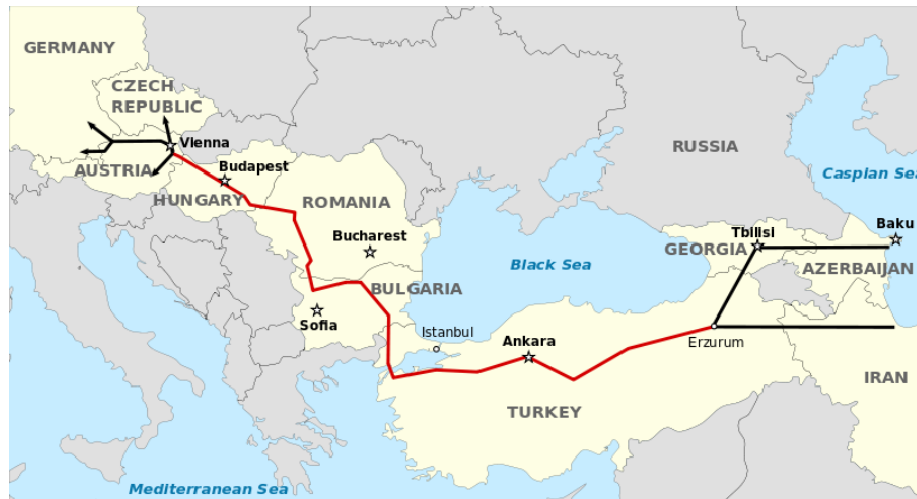 GERMANY
CZECH
REPUBLIC
Vienna
AUSTRIA
Budapest
HUNGARY
ROMANIA
Bucharest
BULGARIA
Sofia
Black Sea
RUSSIA
Caspian Sea
Tbilisi
GEORGIA
Baku
AZERBAIJAN
Istanbul
Ankara
Erzurum
TURKEY
IRAN
Mediterranean Sea